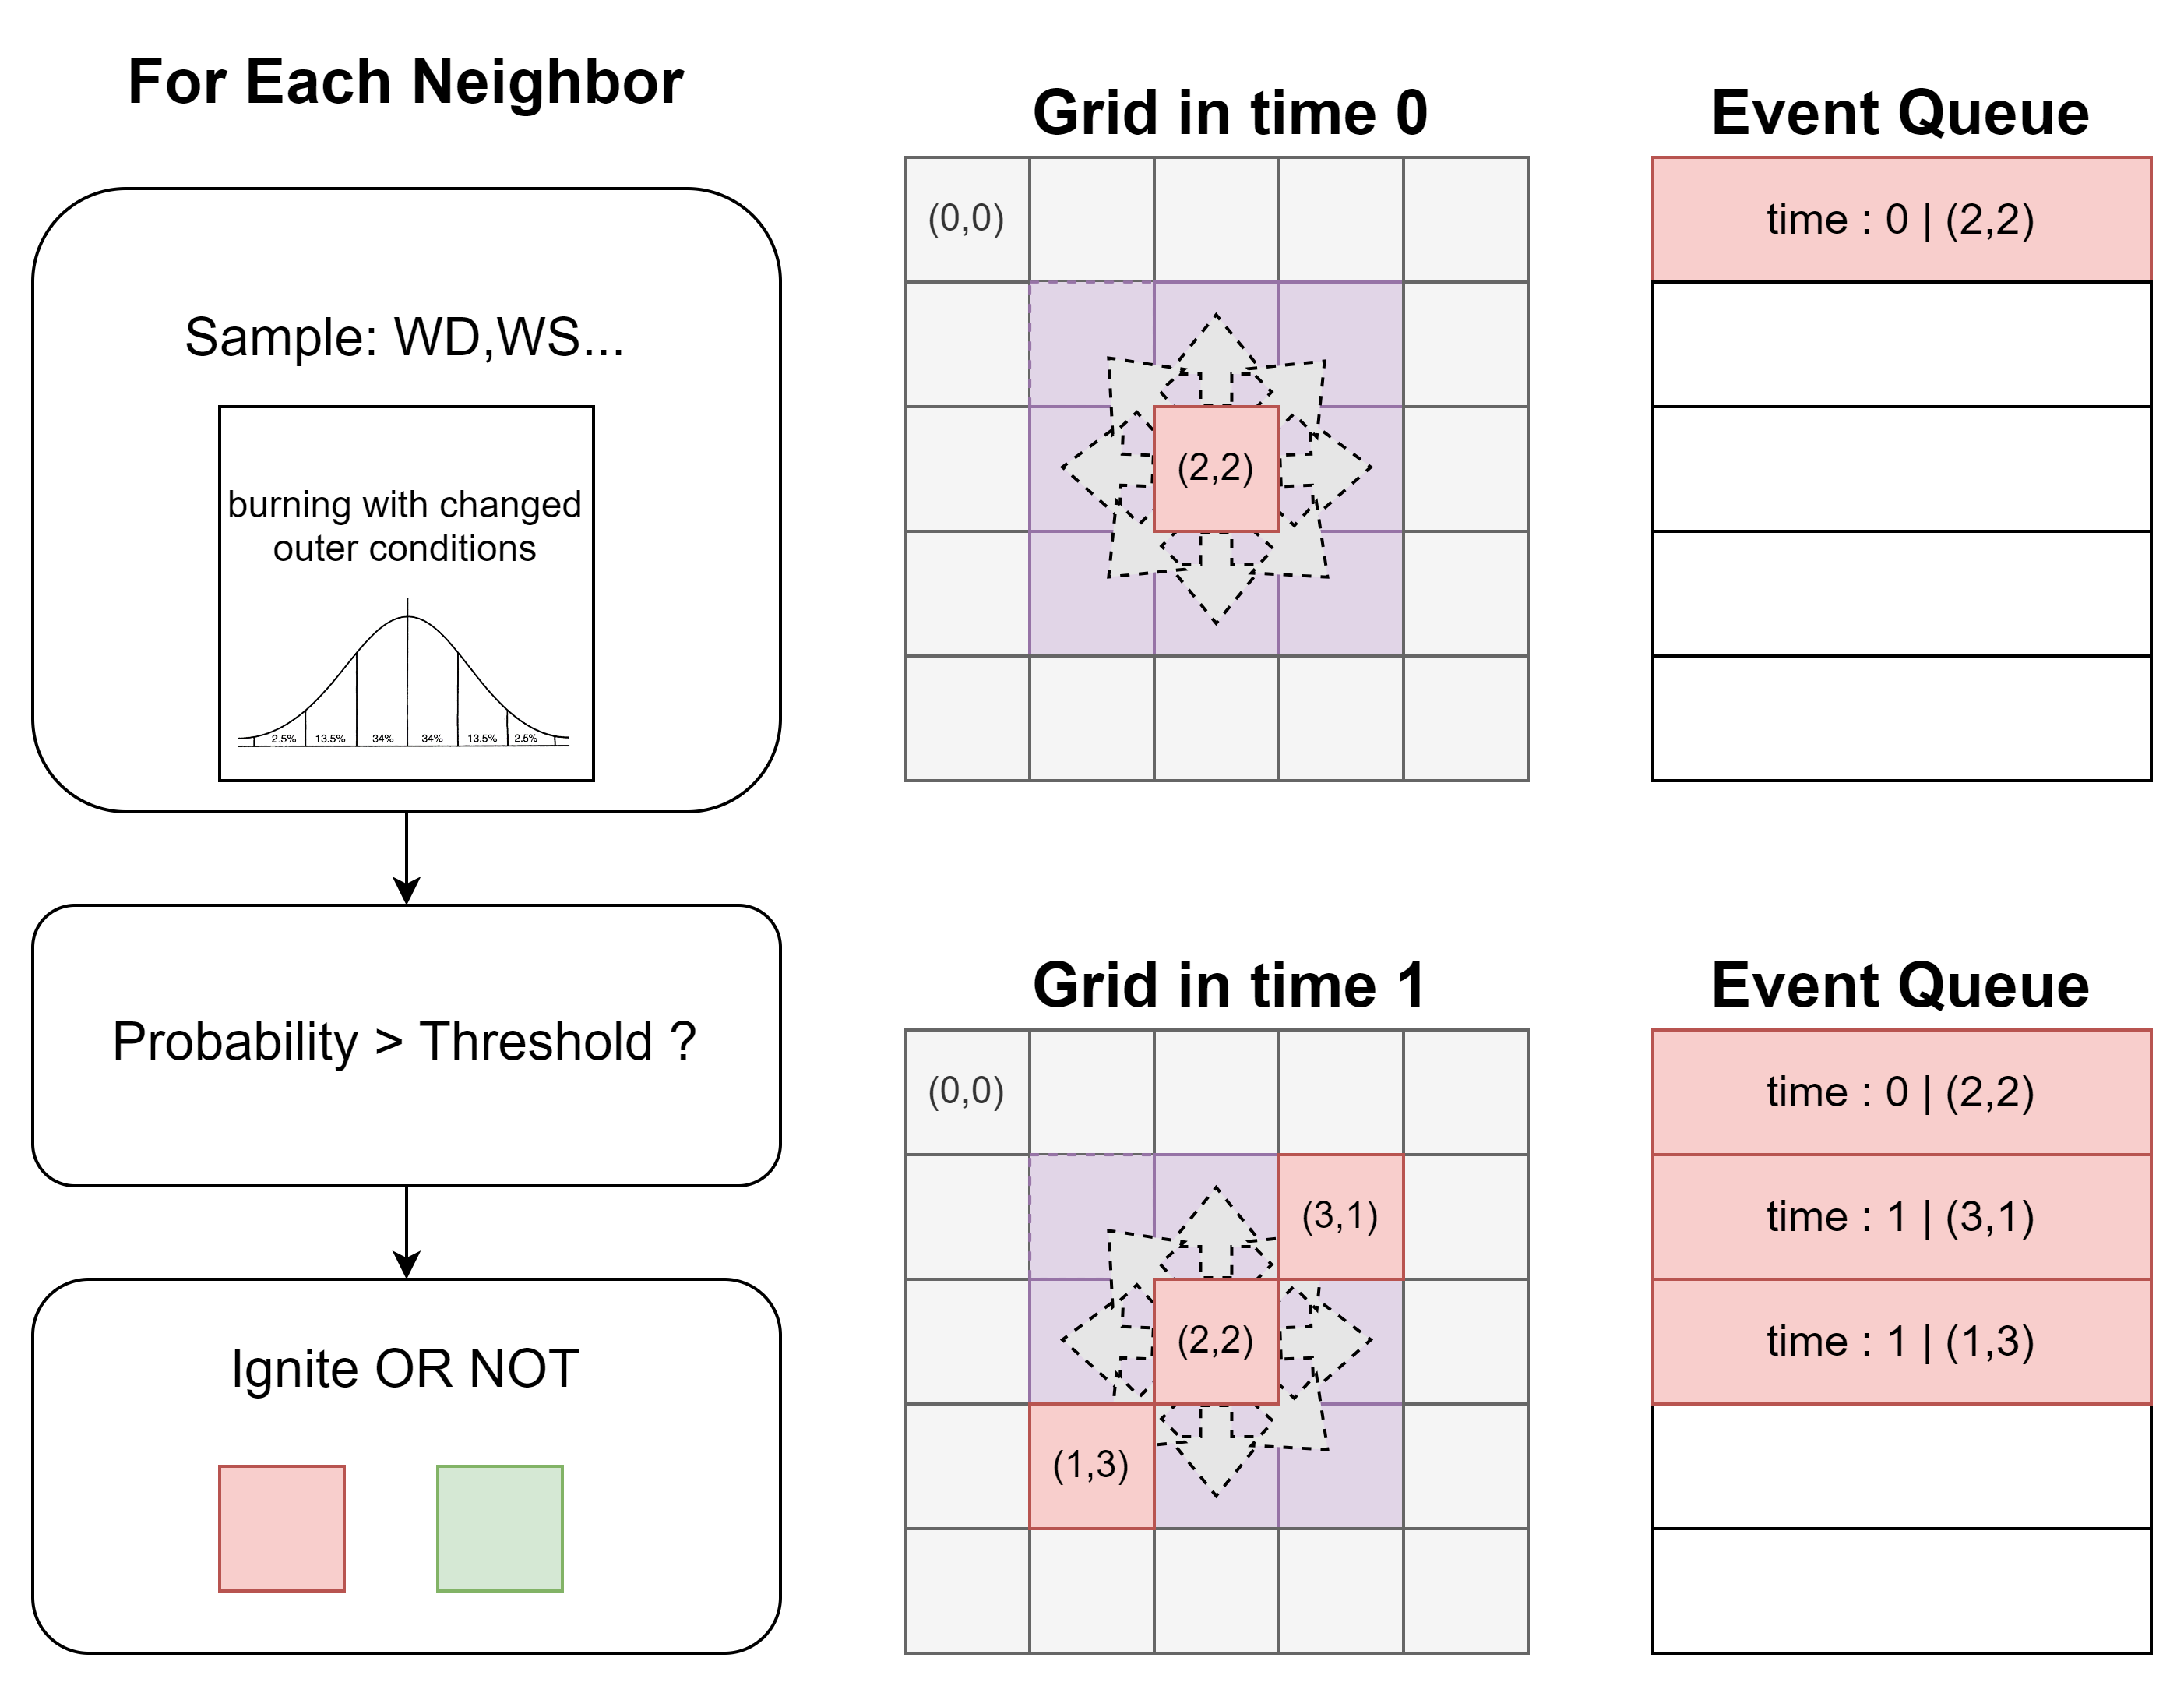 For Each Neighbor
Sample: WD,WS...
burning with changed
outer conditions
2.5% 13.5% 34% 34% 13.5% 2.5%
Probability > Threshold ?
Ignite OR NOT
Grid in time 0
(0,0)
(2,2)
Event Queue
time : 0 | (2,2)
Grid in time 1
(0,0)
(3,1)
(2,2)
(1,3)
Event Queue
time : 0 | (2,2)
time : 1 | (3,1)
time : 1 | (1,3)